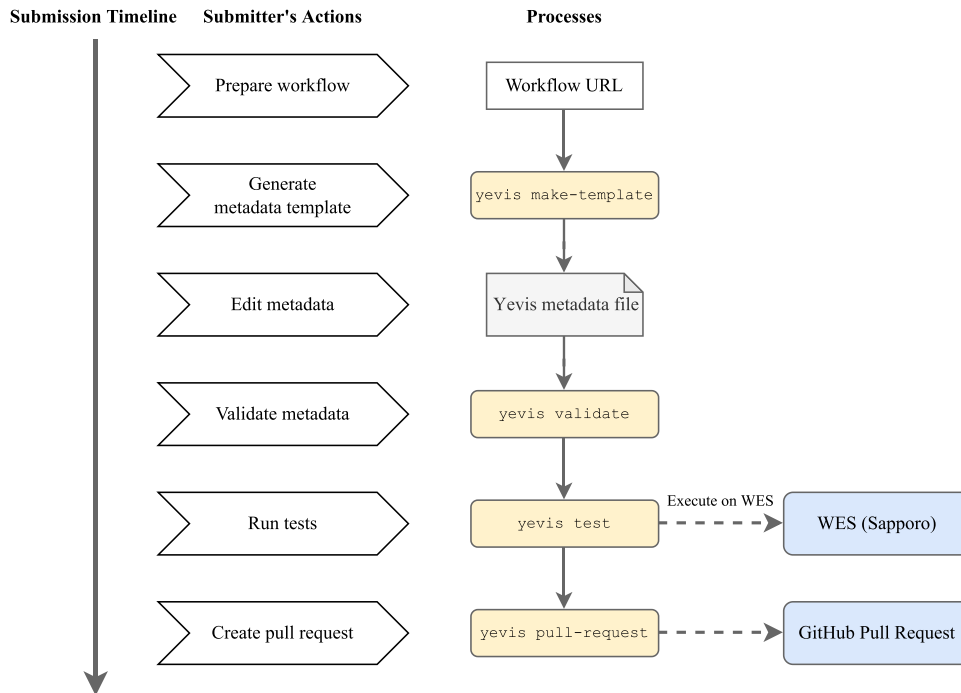 Submission Timeline
Submitter's Actions
Processes
Prepare workflow
Workflow URL
Generate
metadata template
yevis make-template
Edit metadata
Yevis metadata file
Validate metadata
yevis validate
Run tests
yevis test
Execute on WES
WES (Sapporo)
Create pull request
yevis pull-request
GitHub Pull Request